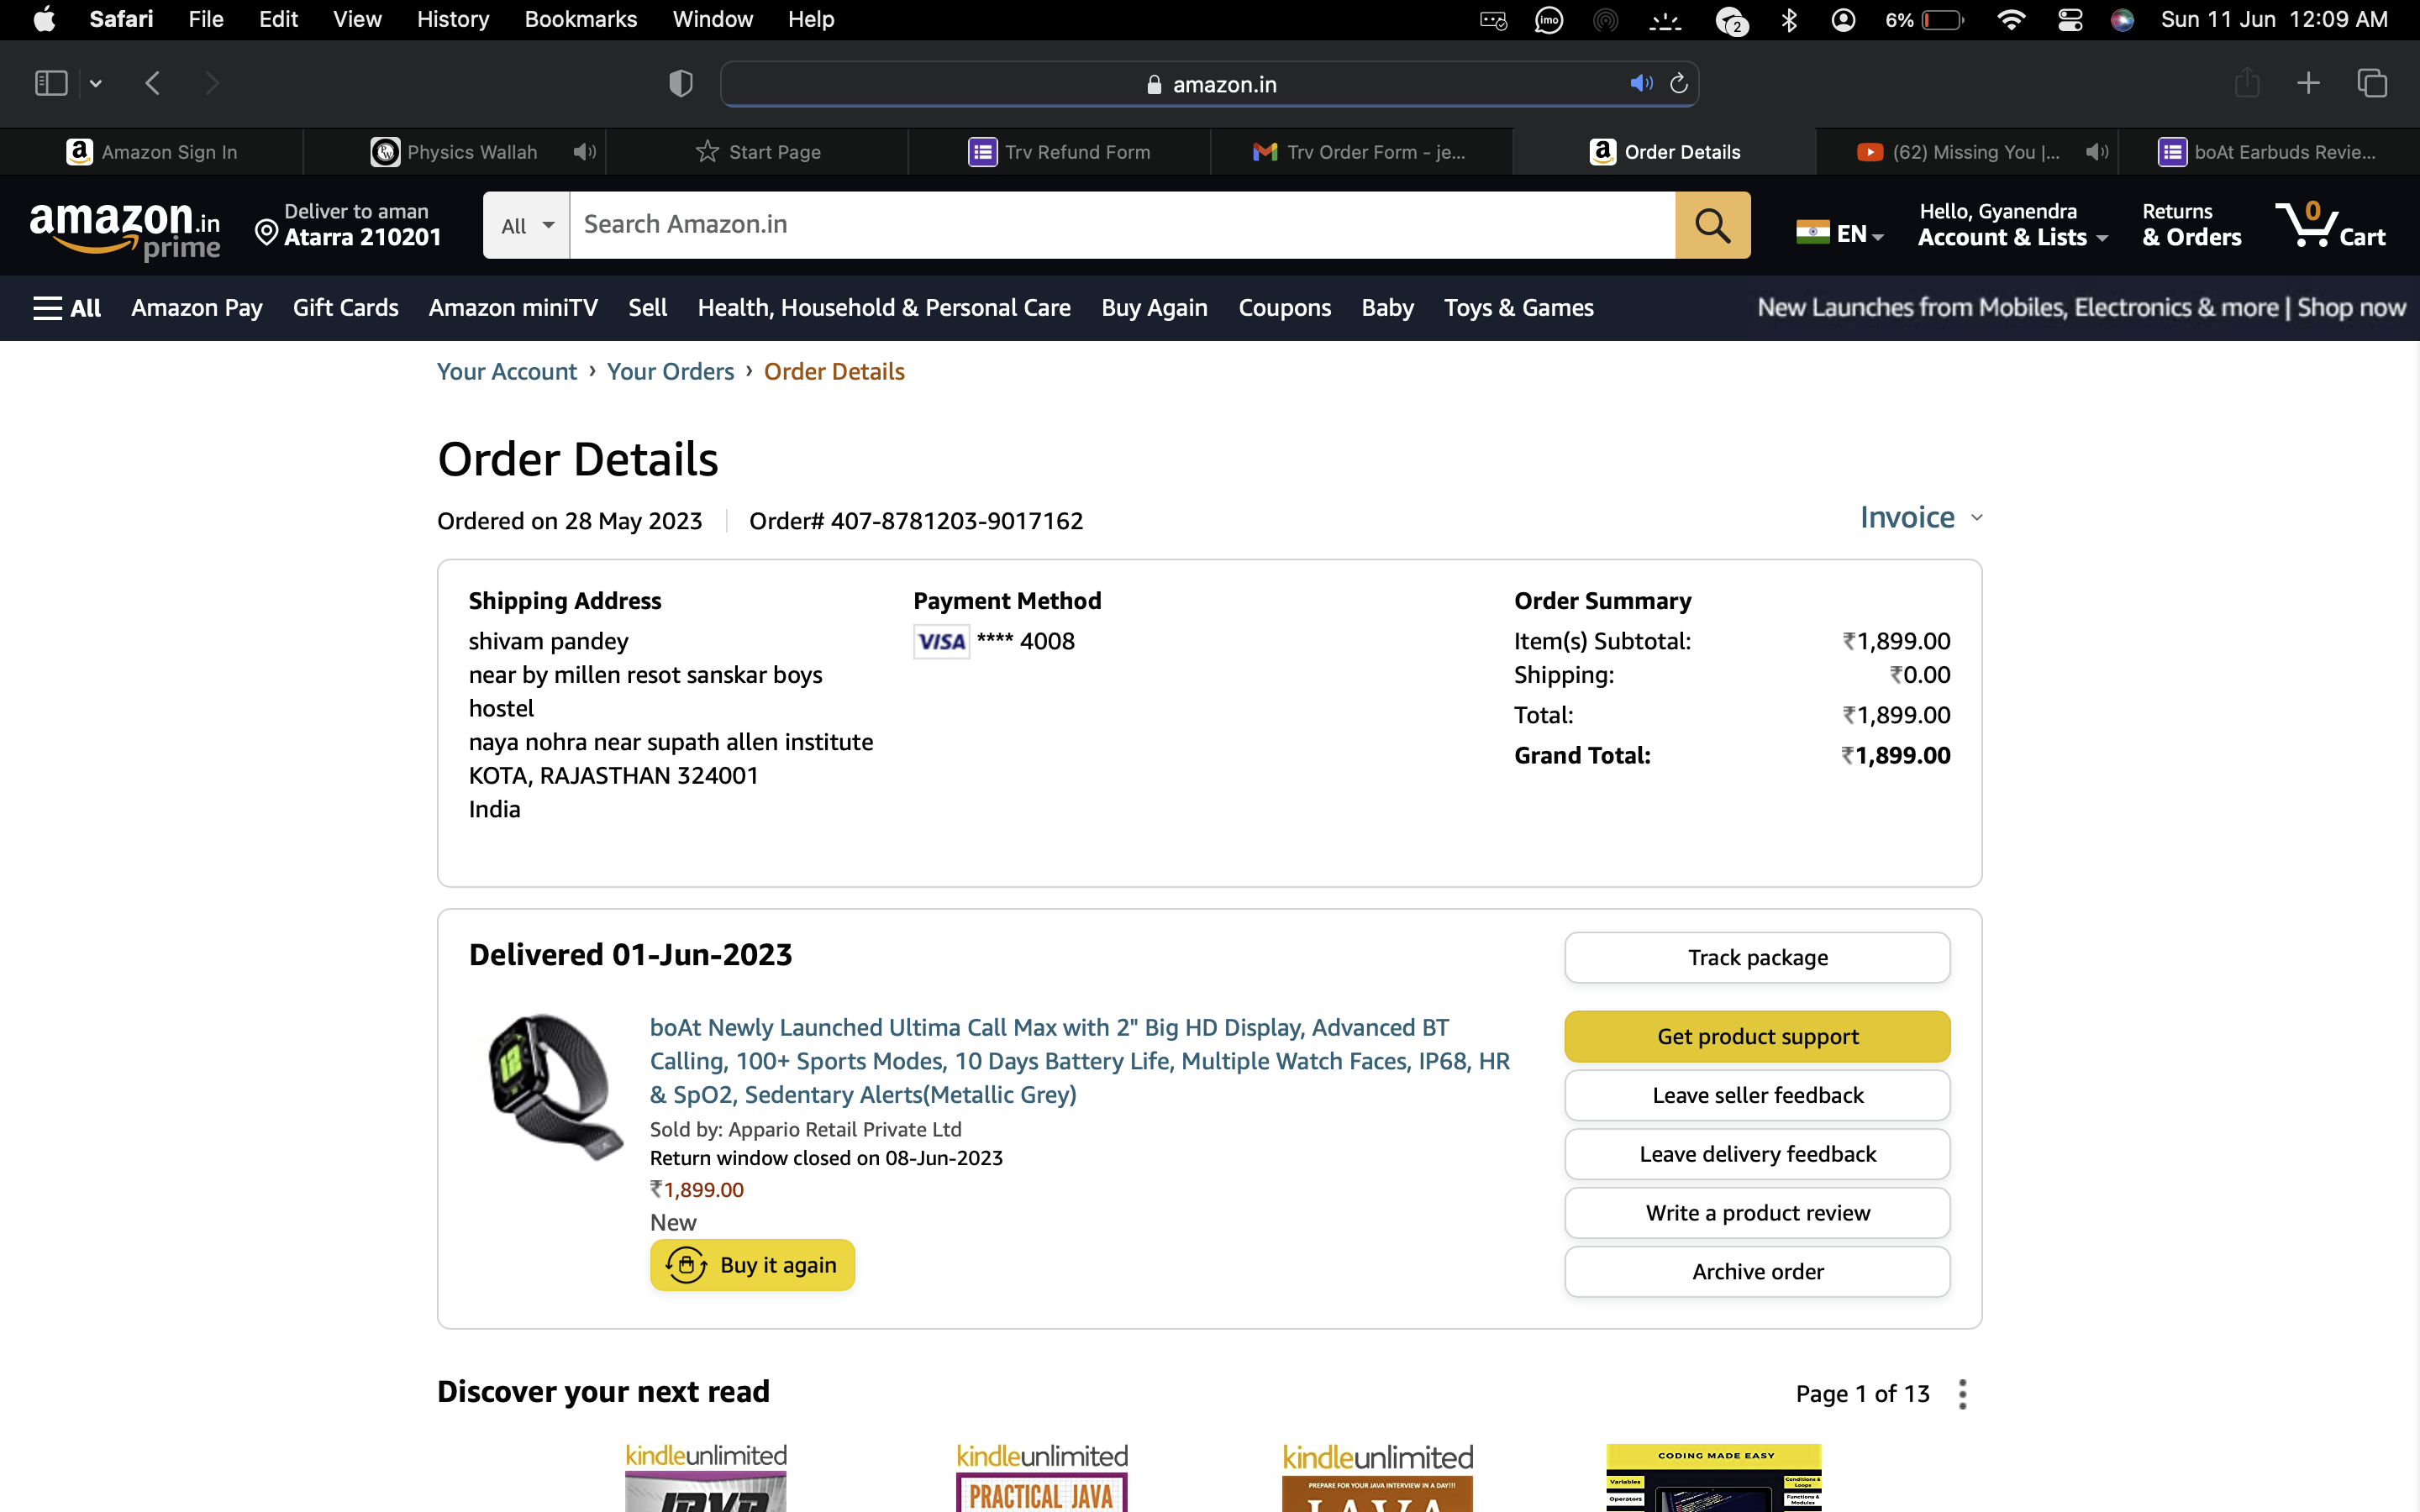 Safari File Edit View History Bookmarks Window Help
imo 2 6% Sun 11 Jun 12:09 AM
amazon.in
Amazon Sign In
Physics Wallah
Start Page
Trv Refund Form
Trv Order Form - je...
Order Details
(62) Missing You |...
boAt Earbuds Revie...
amazon.in
prime
Deliver to aman
Atarra 210201
All
Search Amazon.in
EN
Hello, Gyanendra
Account & Lists
Returns
& Orders
0
Cart
All Amazon Pay Gift Cards Amazon miniTV Sell Health, Household & Personal Care Buy Again Coupons Baby Toys & Games
New Launches from Mobiles, Electronics & more | Shop now
Your Account › Your Orders › Order Details
Order Details
Ordered on 28 May 2023 | Order# 407-8781203-9017162
Invoice
Shipping Address
shivam pandey
near by millen resot sanskar boys
hostel
naya nohra near supath allen institute
KOTA, RAJASTHAN 324001
India
Payment Method
VISA **** 4008
Order Summary
Item(s) Subtotal: ₹1,899.00
Shipping: ₹0.00
Total: ₹1,899.00
Grand Total: ₹1,899.00
Delivered 01-Jun-2023
boAt Newly Launched Ultima Call Max with 2" Big HD Display, Advanced BT
Calling, 100+ Sports Modes, 10 Days Battery Life, Multiple Watch Faces, IP68, HR
& SpO2, Sedentary Alerts(Metallic Grey)
Sold by: Appario Retail Private Ltd
Return window closed on 08-Jun-2023
₹1,899.00
New
Buy it again
Track package
Get product support
Leave seller feedback
Leave delivery feedback
Write a product review
Archive order
Discover your next read
Page 1 of 13
kindleunlimited
JAVA
kindleunlimited
PRACTICAL JAVA
kindleunlimited
PREPARE FOR YOUR JAVA INTERVIEW IN A DAY!!!
JAVA
CODING MADE EASY
Variables
Operators
Conditions &
Loops
Functions &
Modules